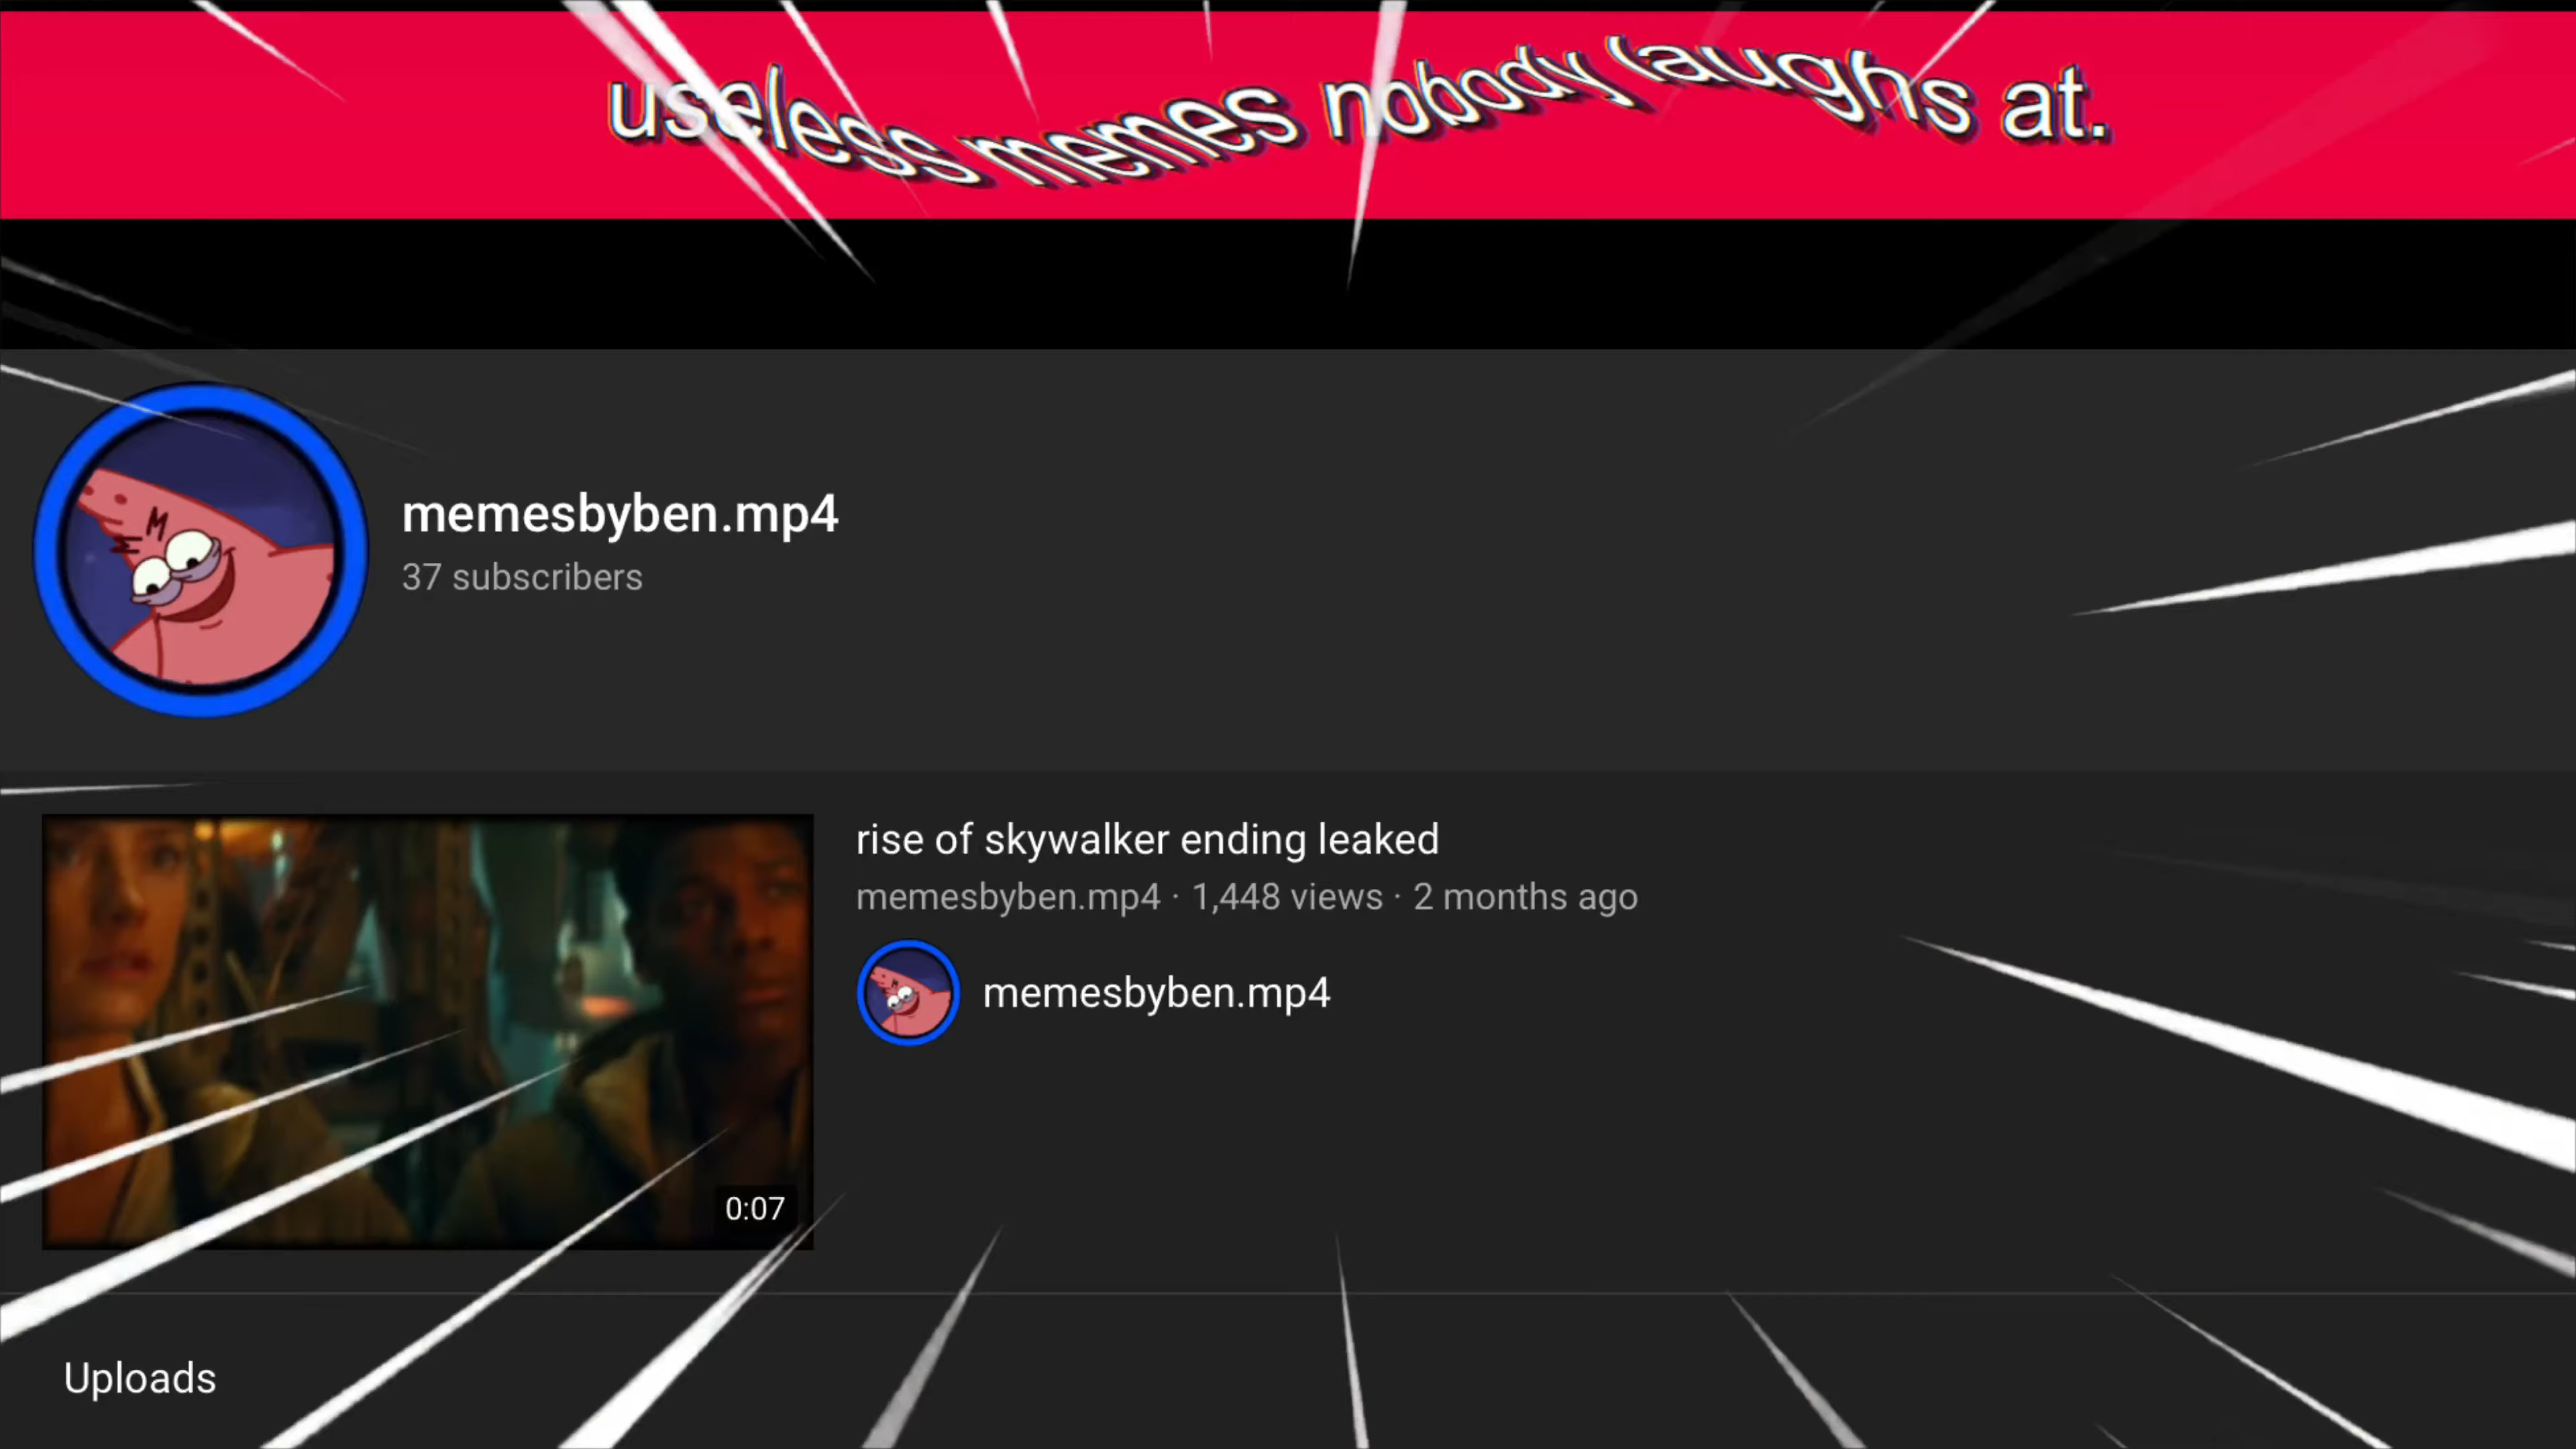 useless memes nobody laughs at.
memesbyben.mp4
37 subscribers
rise of skywalker ending leaked
memesbyben.mp4 · 1,448 views · 2 months ago
memesbyben.mp4
0:07
Uploads